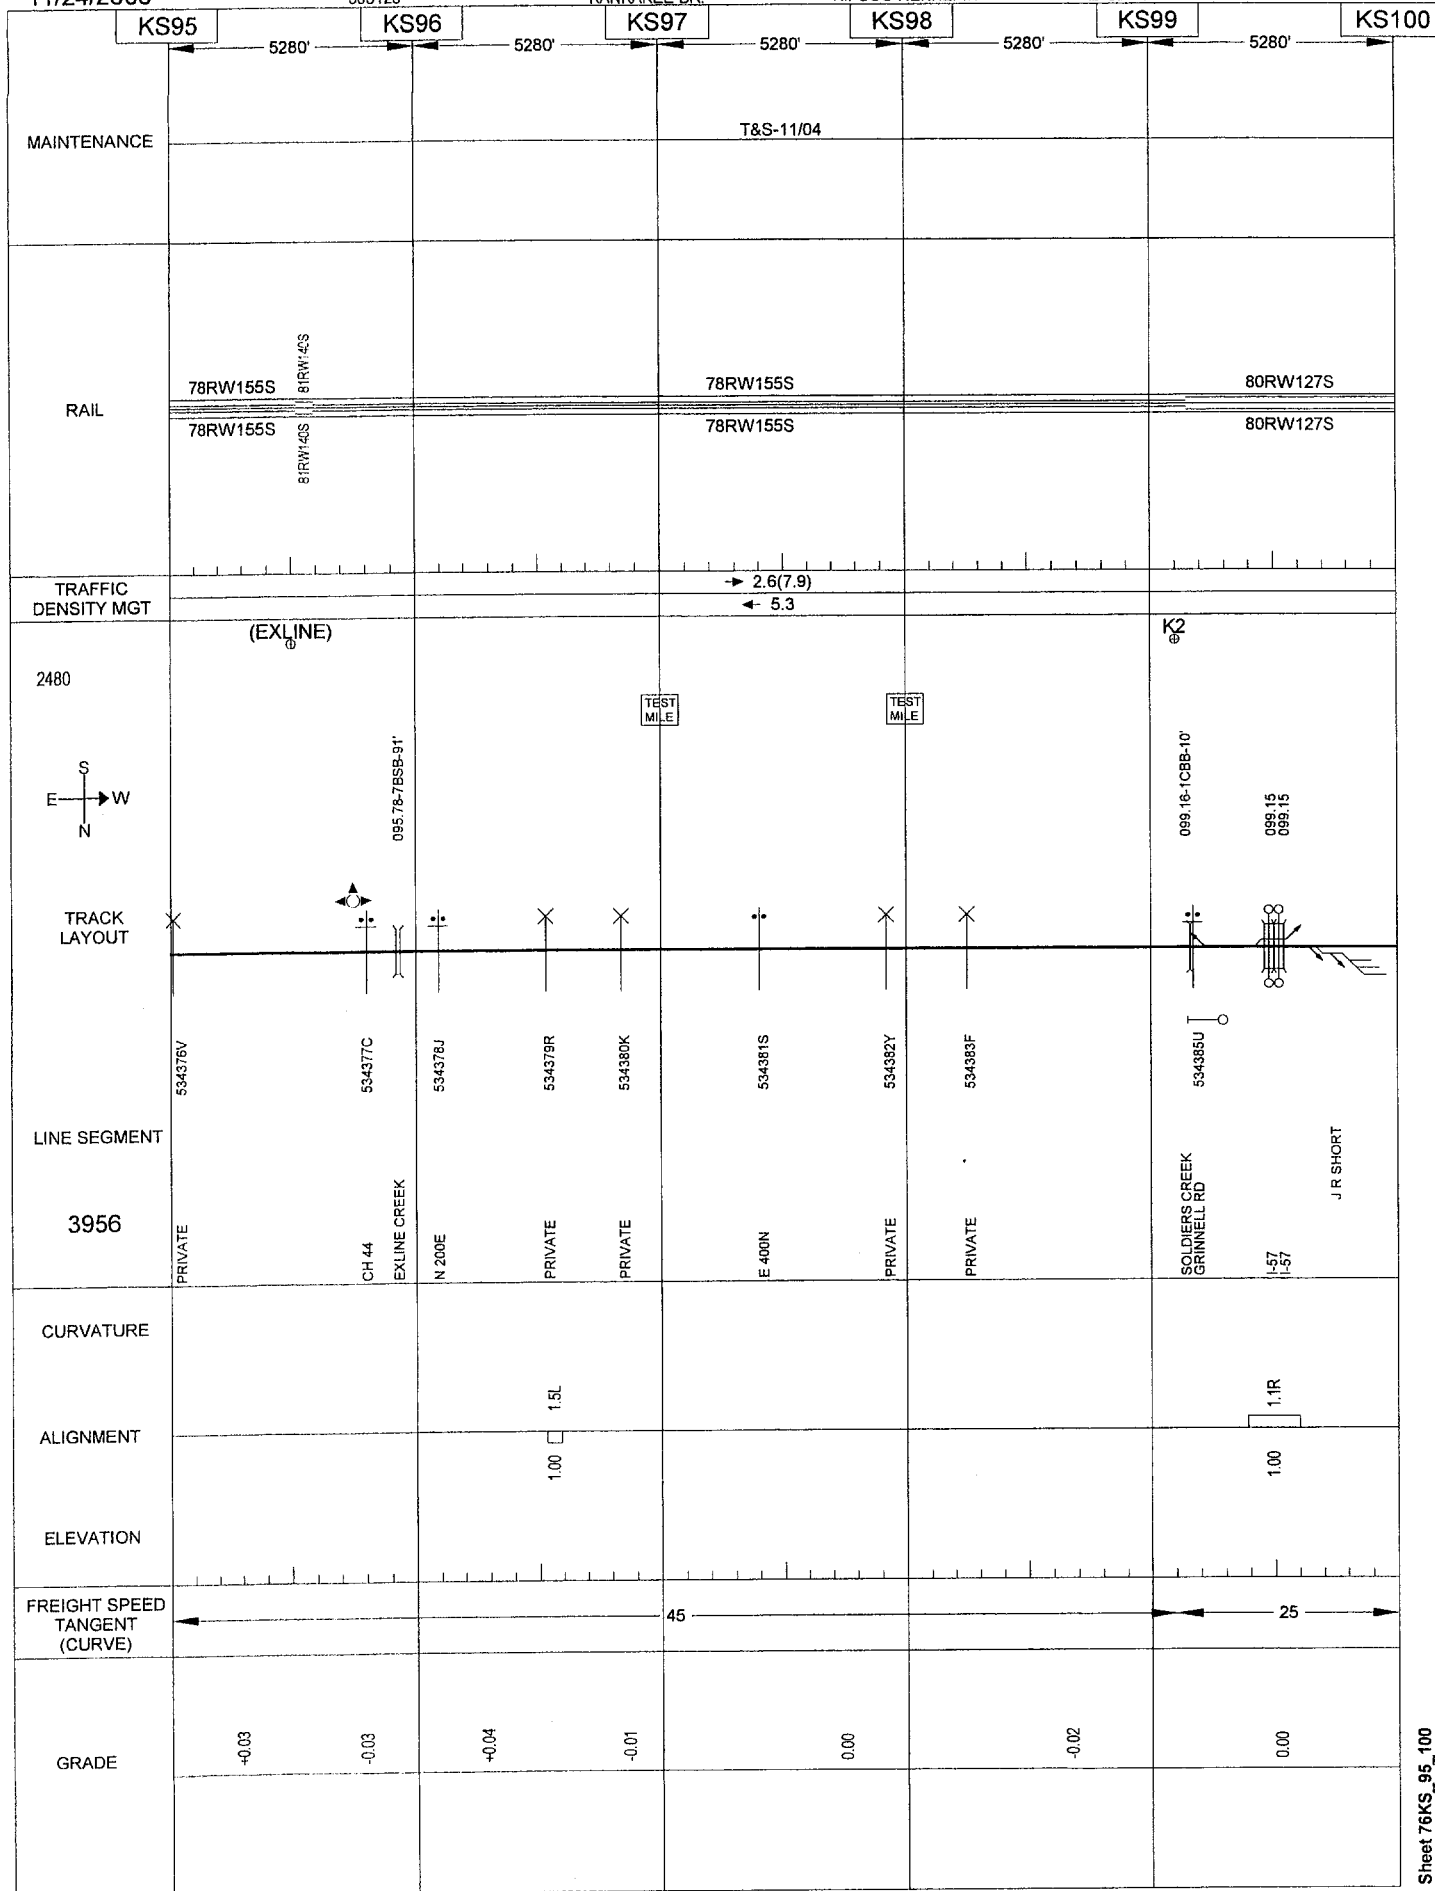 KS95 KS96 KS97 KS98 KS99 KS100
5280' 5280' 5280' 5280' 5280'
MAINTENANCE
T&S-11/04
RAIL
78RW155S 81RW140S 78RW155S 80RW127S
78RW155S 81RW140S 78RW155S 80RW127S
TRAFFIC
DENSITY MGT
2.6(7.9)
5.3
(EXLINE)
K2
2480
TEST
MILE
TEST
MILE
S
E W
N
095.78-7BSB-91'
099.16-1CBB-10'
099.15
099.15
TRACK
LAYOUT
534376V
534377C
534378J
534379R
534380K
534381S
534382Y
534383F
534385U
LINE SEGMENT
3956
PRIVATE
CH 44
EXLINE CREEK
N 200E
PRIVATE
PRIVATE
E 400N
PRIVATE
PRIVATE
SOLDIERS CREEK
GRINNELL RD
I-57
I-57
J R SHORT
CURVATURE
1.5L
1.1R
ALIGNMENT
1.00
1.00
ELEVATION
FREIGHT SPEED
TANGENT
(CURVE)
45
25
GRADE
+0.03
-0.03
+0.04
-0.01
0.00
-0.02
0.00
Sheet 76KS_95_100